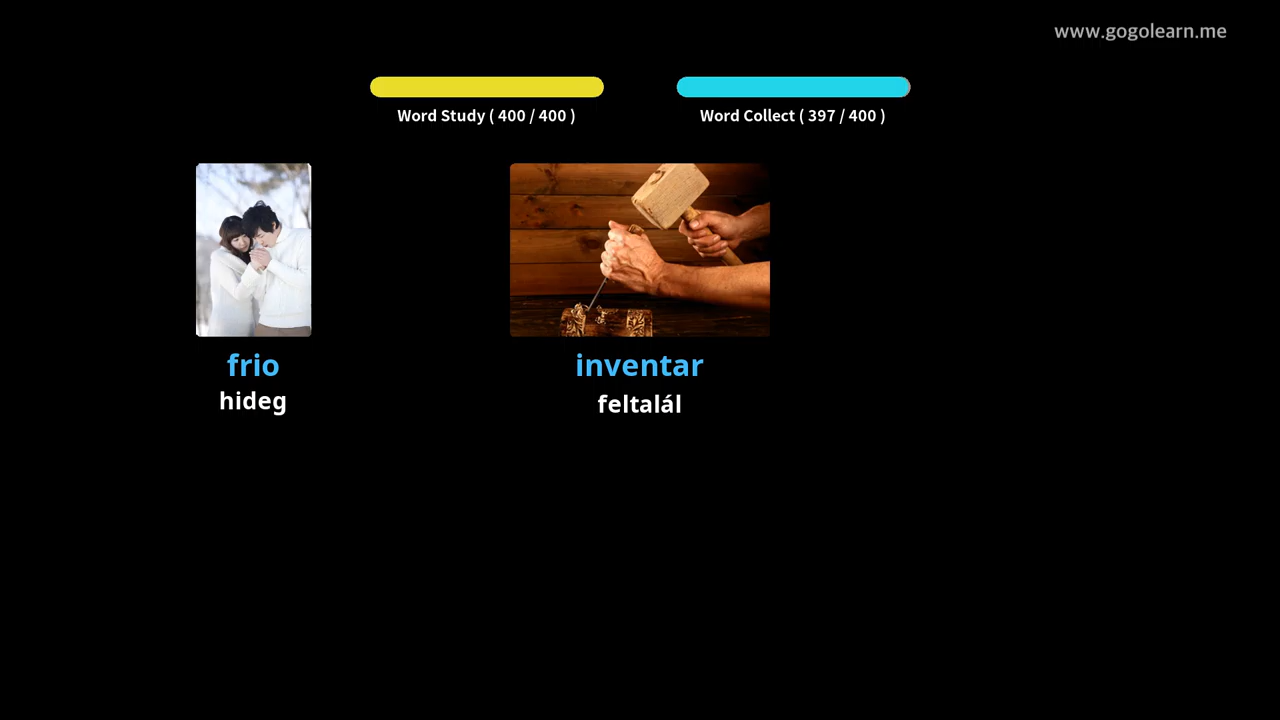 www.gogolearn.me
Word Study ( 400 / 400 )
Word Collect ( 397 / 400 )
frio
hideg
inventar
feltalál